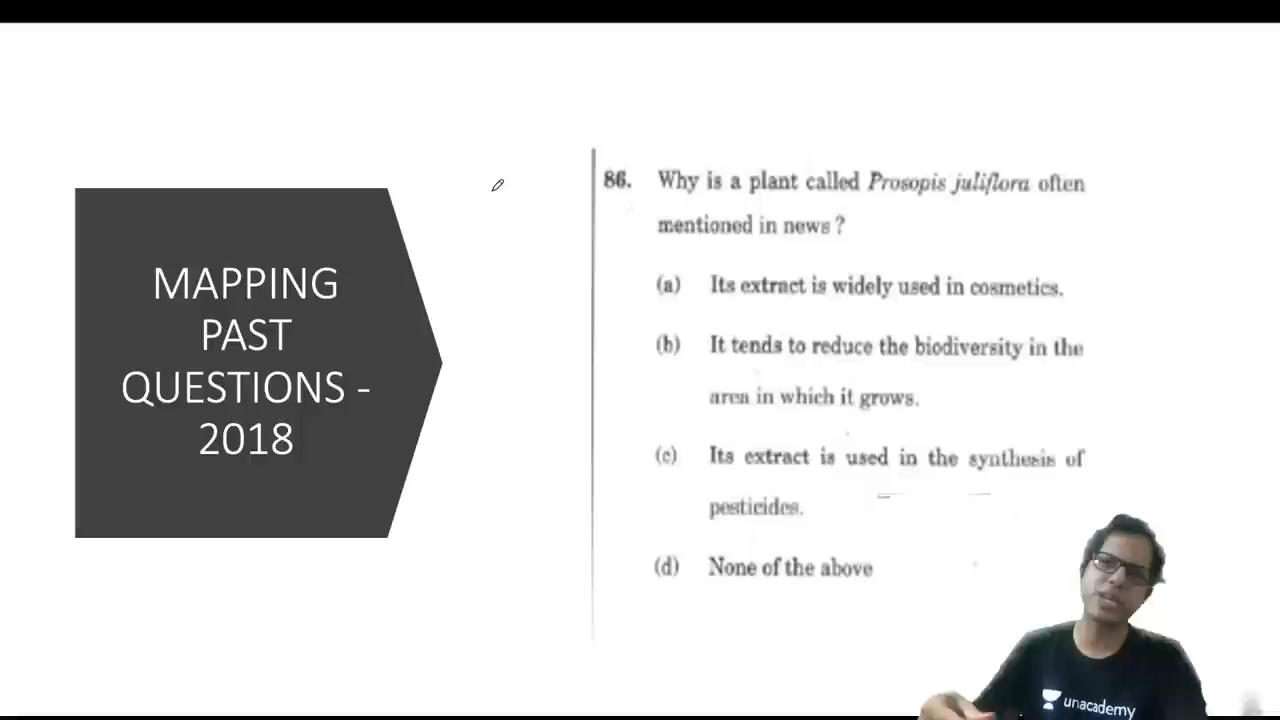 MAPPING
PAST
QUESTIONS -
2018
86. Why is a plant called Prosopis juliflora often
mentioned in news ?
(a) Its extract is widely used in cosmetics.
(b) It tends to reduce the biodiversity in the
area in which it grows.
(c) Its extract is used in the synthesis of
pesticides.
(d) None of the above
unacademy